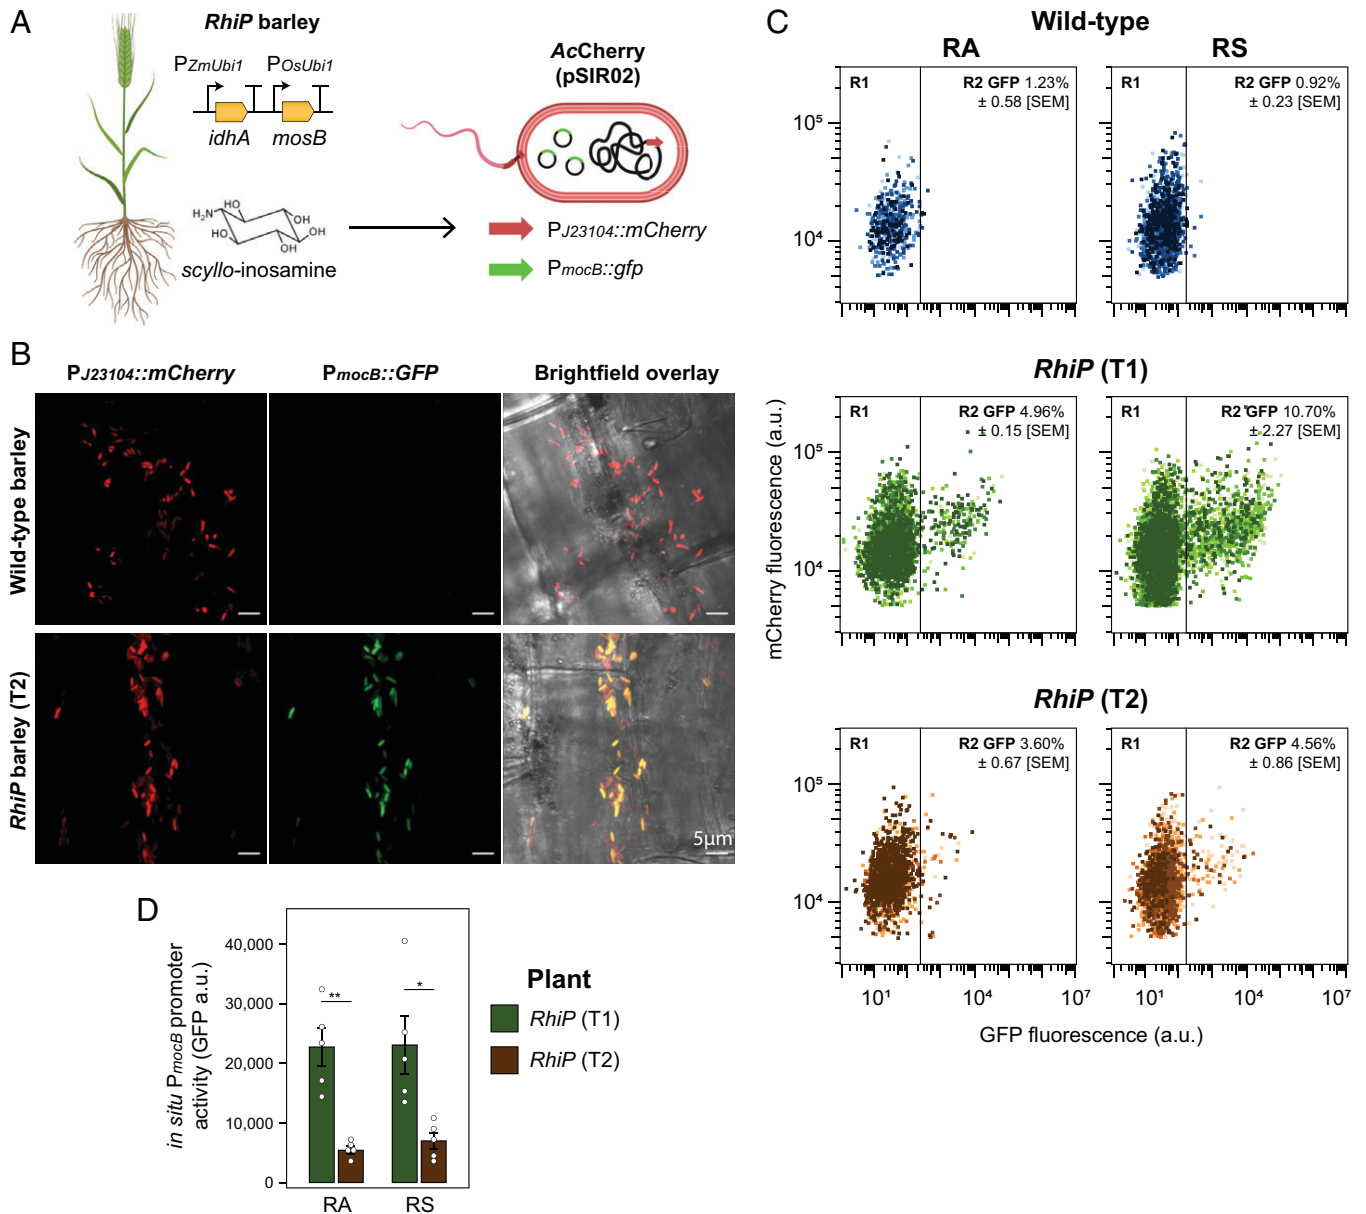 A
RhiP barley
PZmUbi1 POsUbi1
idhA mosB
H2N
HO
OH
HO
OH
OH
scyllo-inosamine
AcCherry
(pSIR02)
PJ23104::mCherry
PmocB::gfp
B
PJ23104::mCherry PmocB::GFP Brightfield overlay
Wild-type barley
RhiP barley (T2)
5μm
C
Wild-type
RA RS
R1 R2 GFP 1.23%
± 0.58 [SEM]
R1 R2 GFP 0.92%
± 0.23 [SEM]
10⁵
10⁴
RhiP (T1)
R1 R2 GFP 4.96%
± 0.15 [SEM]
R1 R2 GFP 10.70%
± 2.27 [SEM]
10⁵
10⁴
mCherry fluorescence (a.u.)
RhiP (T2)
R1 R2 GFP 3.60%
± 0.67 [SEM]
R1 R2 GFP 4.56%
± 0.86 [SEM]
10⁵
10⁴
10¹ 10⁴ 10⁷ 10¹ 10⁴ 10⁷
GFP fluorescence (a.u.)
D
in situ PmocB promoter
activity (GFP a.u.)
40,000
30,000
20,000
10,000
0
** *
RA RS
Plant
RhiP (T1)
RhiP (T2)